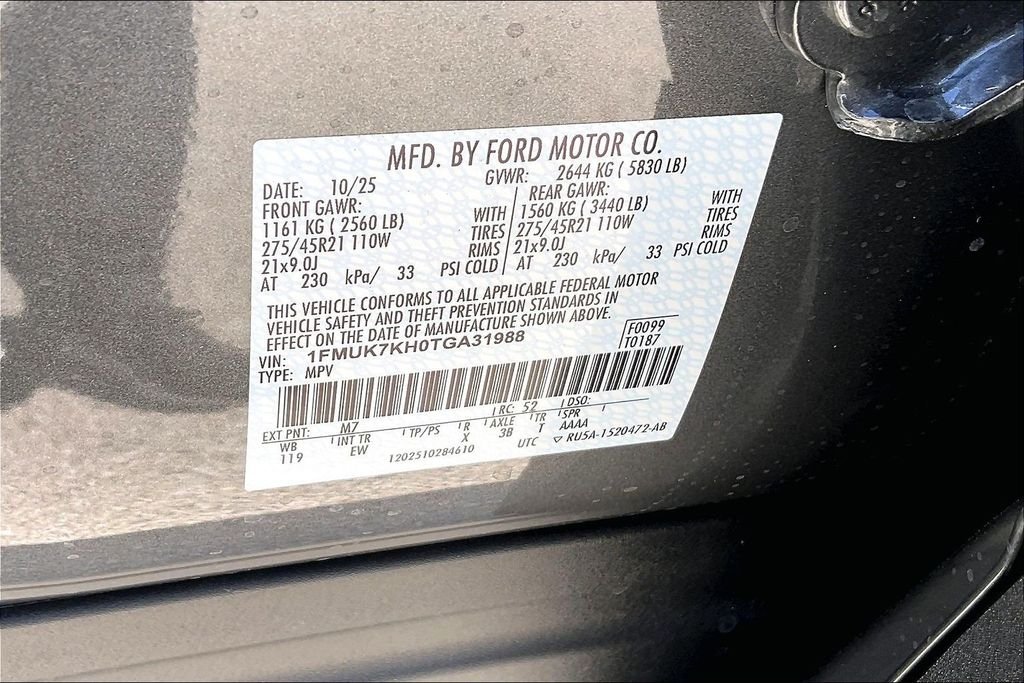 MFD. BY FORD MOTOR CO.
DATE: 10/25 GVWR: 2644 KG ( 5830 LB)
FRONT GAWR: REAR GAWR:
1161 KG ( 2560 LB) WITH 1560 KG ( 3440 LB) WITH
275/45R21 110W TIRES 275/45R21 110W TIRES
21x9.0J RIMS 21x9.0J RIMS
AT 230 kPa/ 33 PSI COLD AT 230 kPa/ 33 PSI COLD
THIS VEHICLE CONFORMS TO ALL APPLICABLE FEDERAL MOTOR
VEHICLE SAFETY AND THEFT PREVENTION STANDARDS IN
EFFECT ON THE DATE OF MANUFACTURE SHOWN ABOVE.
VIN: 1FMUK7KH0TGA31988 F0099
TYPE: MPV T0187
EXT PNT: M7 RC: 52 DSO:
WB INT TR TP/PS R AXLE TR SPR
119 EW X 3B T AAAA
1202510284610 UTC ▽ RU5A-1520472-AB